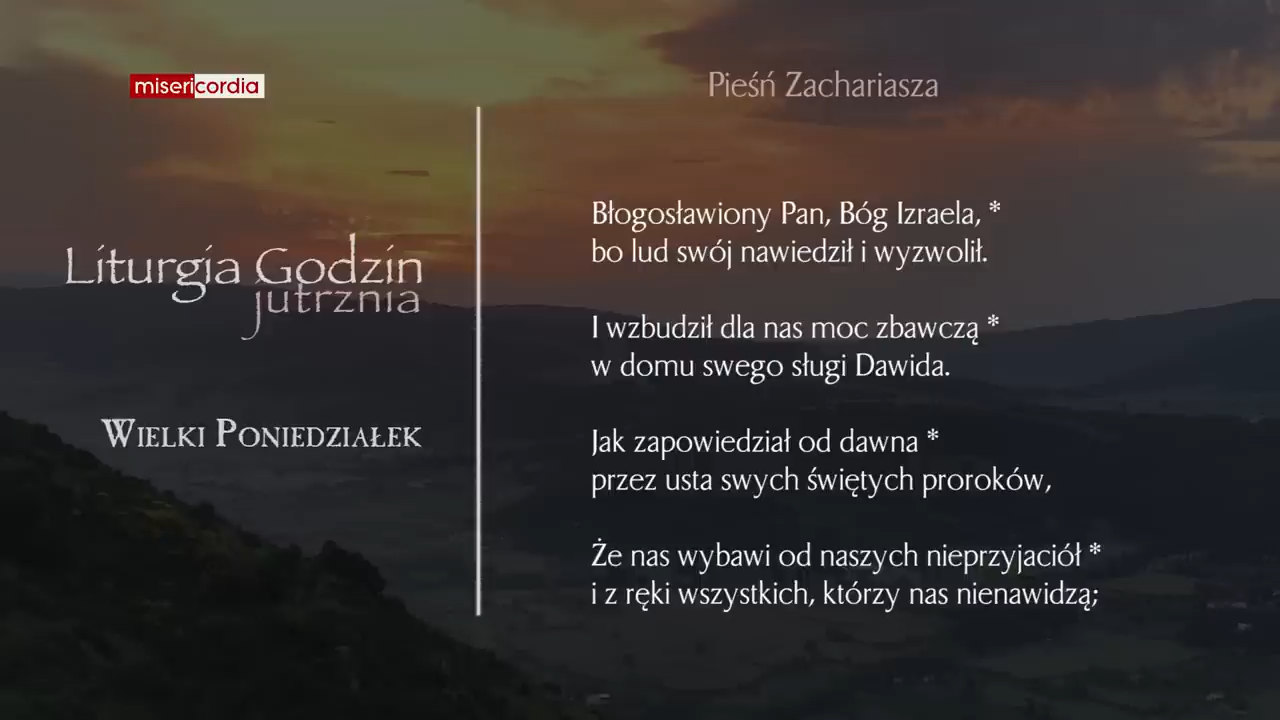 misericordia
Liturgia Godzin
jutrznia
Wielki Poniedziałek
Pieśń Zachariasza
Błogosławiony Pan, Bóg Izraela, *
bo lud swój nawiedził i wyzwolił.
I wzbudził dla nas moc zbawczą *
w domu swego sługi Dawida.
Jak zapowiedział od dawna *
przez usta swych świętych proroków,
Że nas wybawi od naszych nieprzyjaciół *
i z ręki wszystkich, którzy nas nienawidzą;